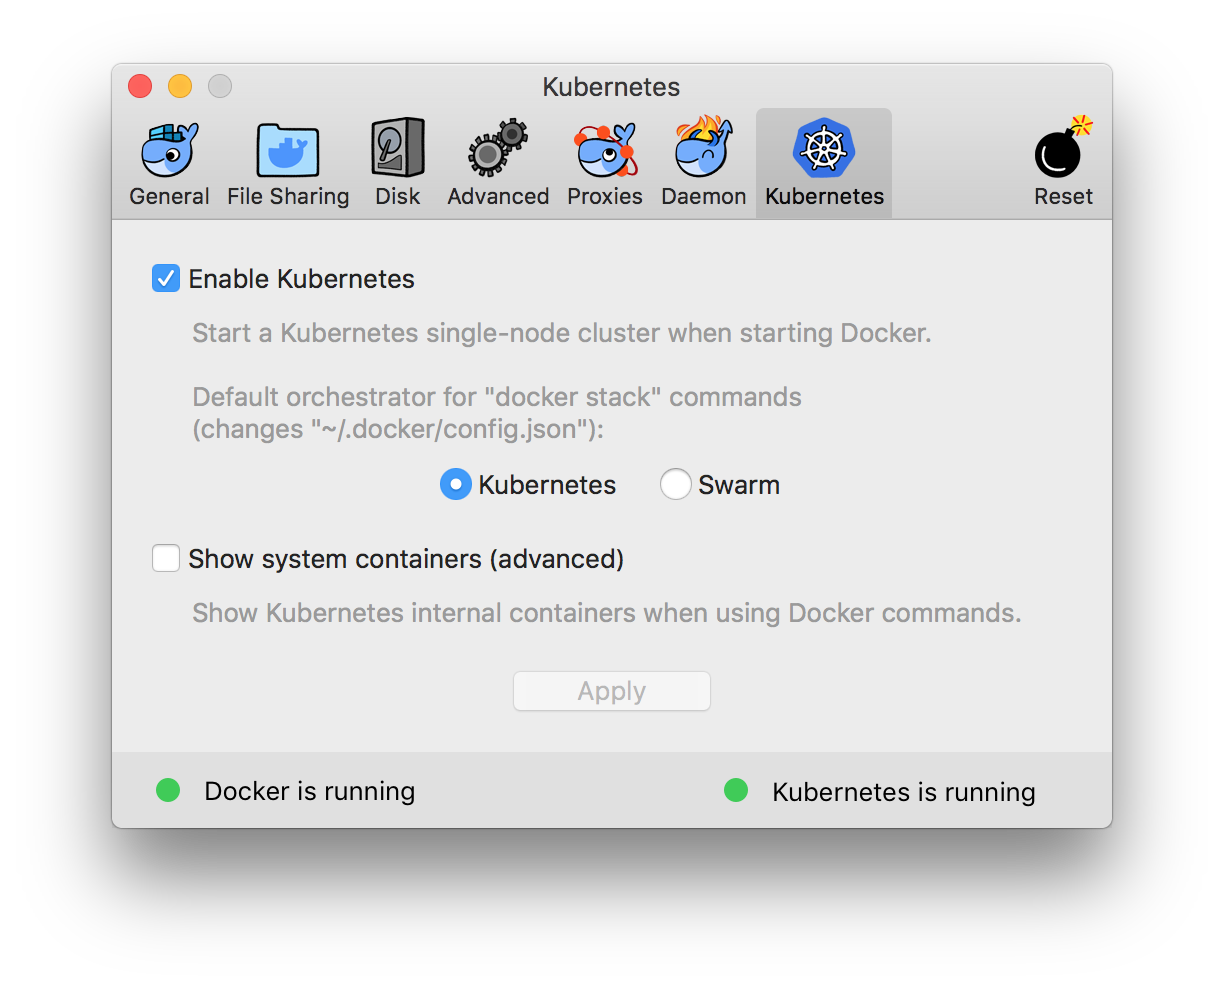 Kubernetes
General File Sharing Disk Advanced Proxies Daemon Kubernetes Reset
Enable Kubernetes
Start a Kubernetes single-node cluster when starting Docker.
Default orchestrator for "docker stack" commands
(changes "~/.docker/config.json"):
Kubernetes Swarm
Show system containers (advanced)
Show Kubernetes internal containers when using Docker commands.
Apply
Docker is running Kubernetes is running